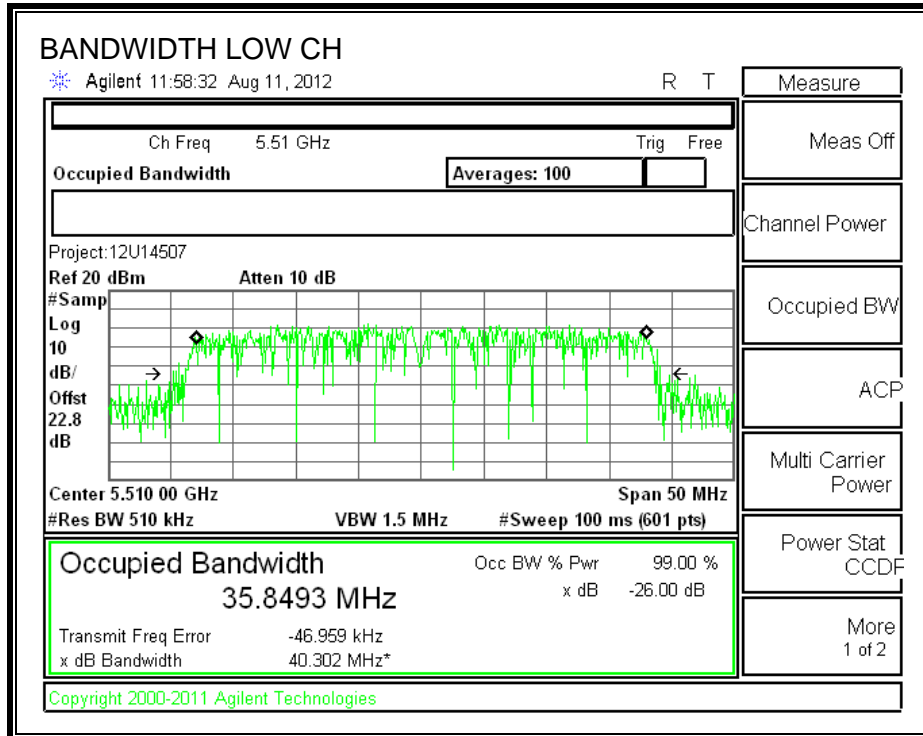 BANDWIDTH LOW CH
Agilent 11:58:32 Aug 11, 2012 R T
Measure
Ch Freq 5.51 GHz Trig Free
Meas Off
Occupied Bandwidth Averages: 100
Channel Power
Project:12U14507
Ref 20 dBm Atten 10 dB
#Samp
Log
10
dB/
Offst
22.8
dB
Occupied BW
ACP
Center 5.510 00 GHz Span 50 MHz
#Res BW 510 kHz VBW 1.5 MHz #Sweep 100 ms (601 pts)
Multi Carrier
Power
Occupied Bandwidth Occ BW % Pwr 99.00 %
35.8493 MHz x dB -26.00 dB
Transmit Freq Error -46.959 kHz
x dB Bandwidth 40.302 MHz*
Power Stat
CCDF
More
1 of 2
Copyright 2000-2011 Agilent Technologies